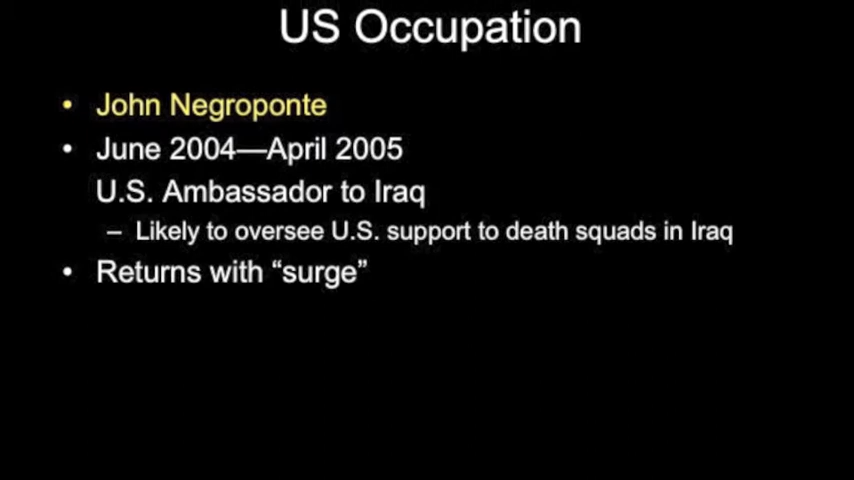 US Occupation
• John Negroponte
• June 2004—April 2005
U.S. Ambassador to Iraq
– Likely to oversee U.S. support to death squads in Iraq
• Returns with “surge”